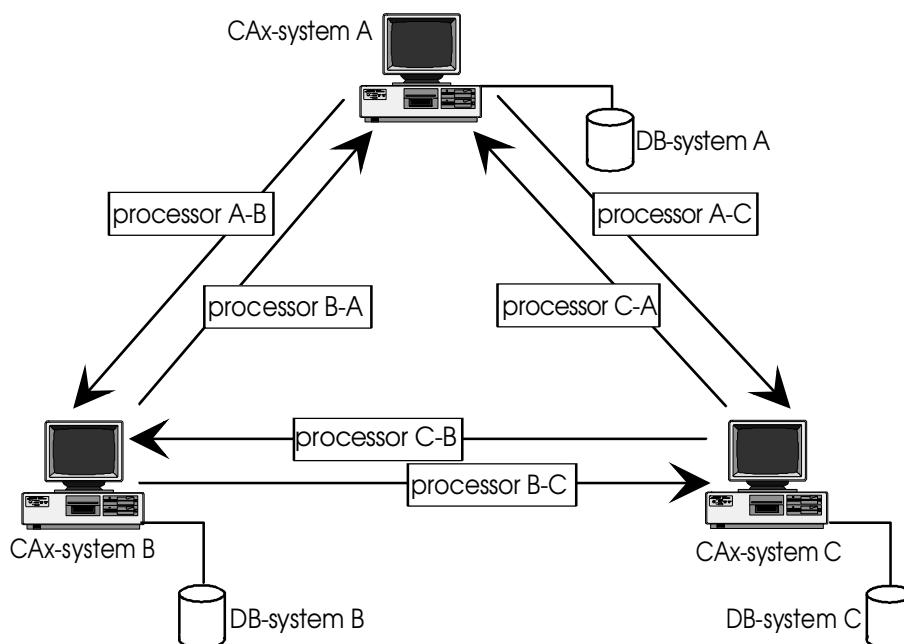 CAx-system A
DB-system A
processor A-B
processor A-C
processor B-A
processor C-A
processor C-B
processor B-C
CAx-system B
CAx-system C
DB-system B
DB-system C